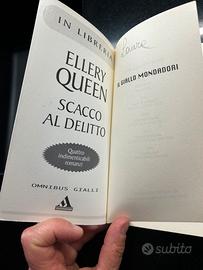 IN LIBRERIA
ELLERY
QUEEN
SCACCO
AL DELITTO
Quattro
indimenticabili
romanzi
OMNIBUS GIALLI
IL GIALLO MONDADORI
subito